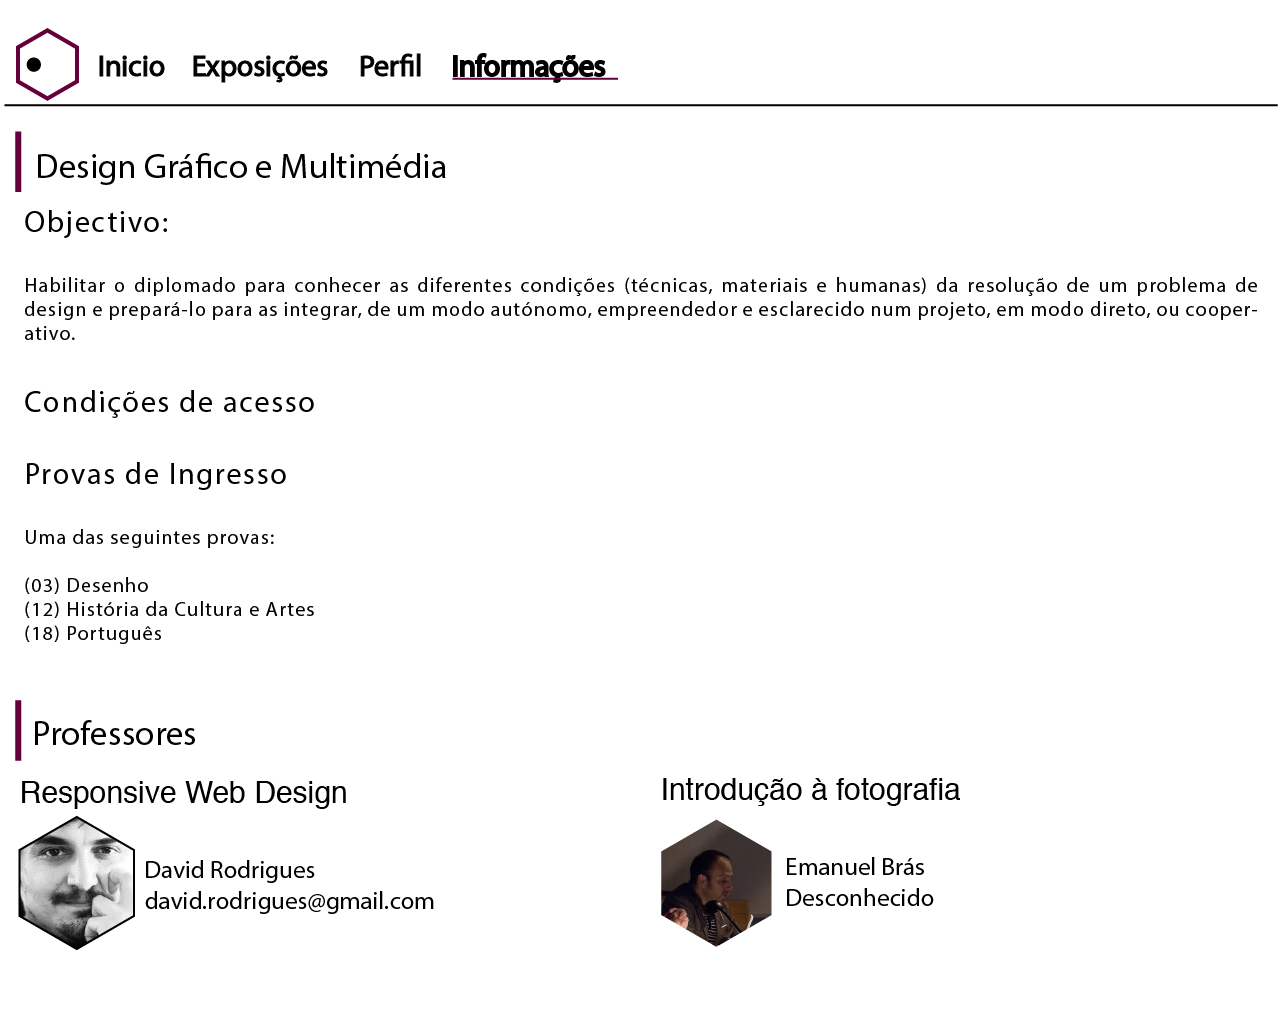 Inicio Exposições Perfil Informações
Design Gráfico e Multimédia
Objectivo:
Habilitar o diplomado para conhecer as diferentes condições (técnicas, materiais e humanas) da resolução de um problema de
design e prepará-lo para as integrar, de um modo autónomo, empreendedor e esclarecido num projeto, em modo direto, ou cooper-
ativo.
Condições de acesso
Provas de Ingresso
Uma das seguintes provas:
(03) Desenho
(12) História da Cultura e Artes
(18) Português
Professores
Responsive Web Design
David Rodrigues
david.rodrigues@gmail.com
Introdução à fotografia
Emanuel Brás
Desconhecido